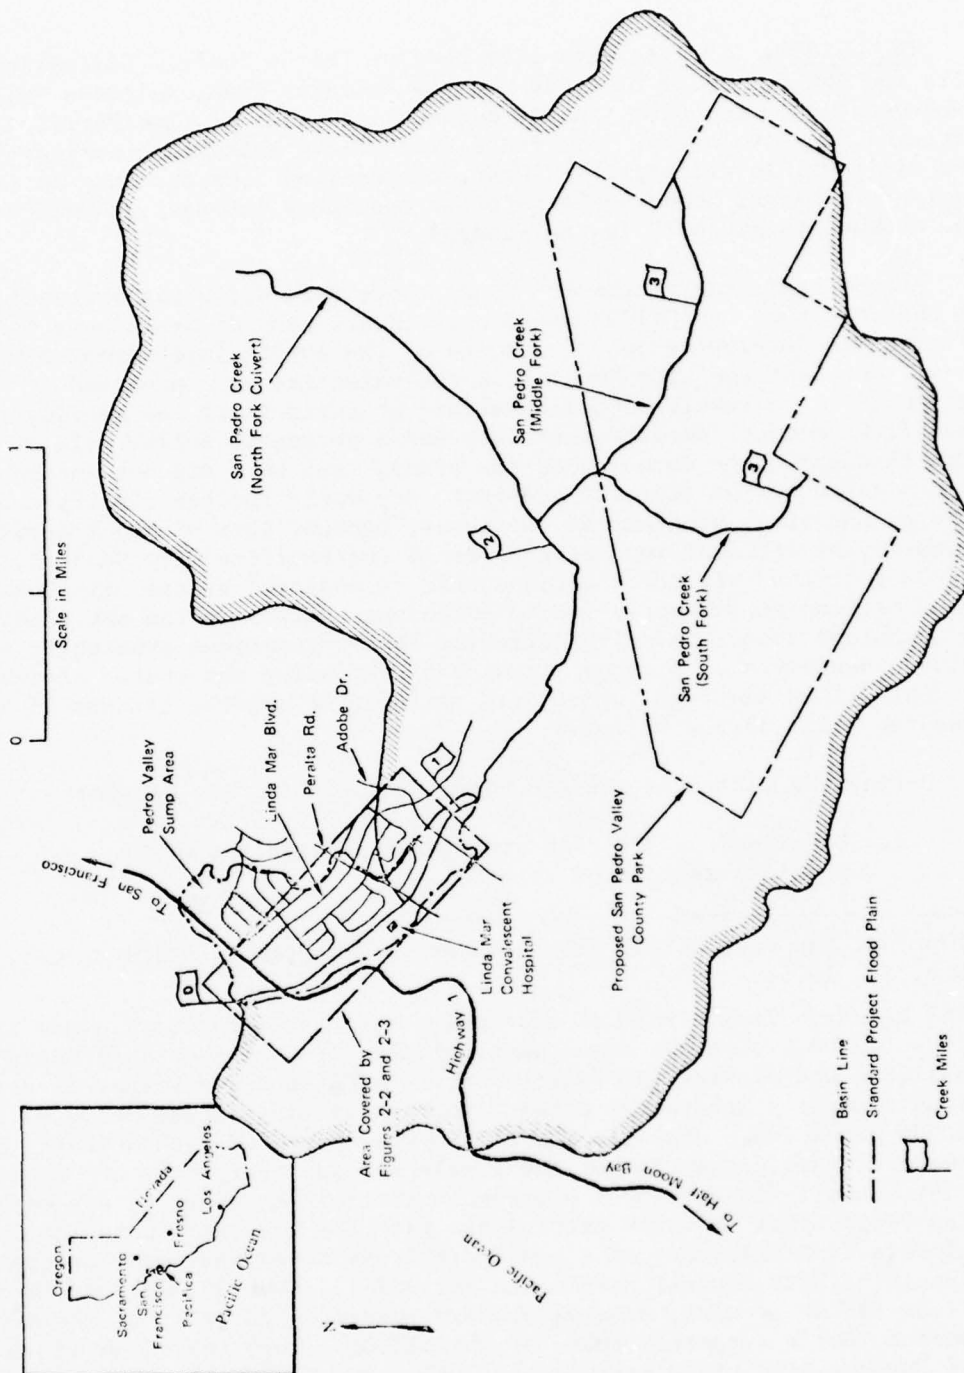 Oregon
Nevada
Sacramento
San
Francisco
Pacifica
Fresno
Los Angeles
Pacific Ocean
N
Scale in Miles
0
1
To San Francisco
Pedro Valley
Sump Area
Linda Mar Blvd.
Peralta Rd.
Adobe Dr.
San Pedro Creek
(North Fork Culvert)
San Pedro Creek
(Middle Fork)
San Pedro Creek
(South Fork)
0
1
2
3
3
Area Covered by
Figures 2-2 and 2-3
Highway 1
Linda Mar
Convalescent
Hospital
Proposed San Pedro Valley
County Park
Pacific Ocean
To Half Moon Bay
Basin Line
Standard Project Flood Plain
Creek Miles